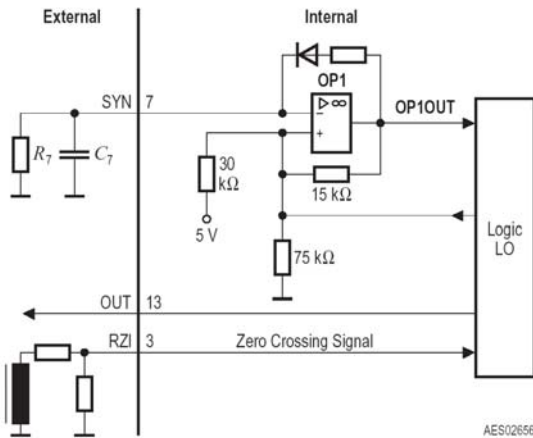 External
Internal
SYN
7
OP1
▷ ∞
−
+
OP1OUT
R7
C7
30
kΩ
15 kΩ
5 V
75 kΩ
Logic
LO
OUT
13
RZI
3
Zero Crossing Signal
AES02656